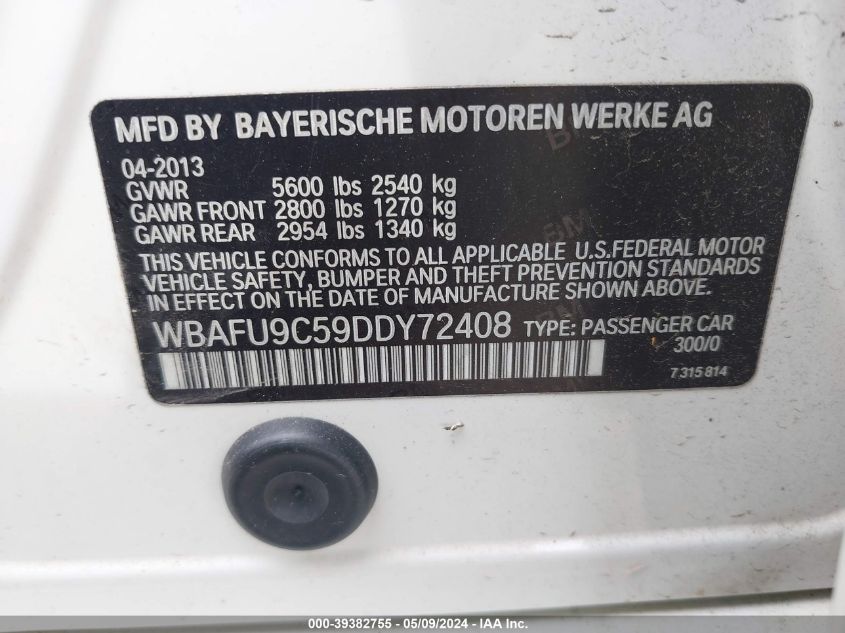 MFD BY BAYERISCHE MOTOREN WERKE AG
04-2013
GVWR 5600 lbs 2540 kg
GAWR FRONT 2800 lbs 1270 kg
GAWR REAR 2954 lbs 1340 kg
THIS VEHICLE CONFORMS TO ALL APPLICABLE U.S.FEDERAL MOTOR
VEHICLE SAFETY, BUMPER AND THEFT PREVENTION STANDARDS
IN EFFECT ON THE DATE OF MANUFACTURE SHOWN ABOVE.
WBAFU9C59DDY72408 TYPE: PASSENGER CAR
300/0
7 315 814
000-39382755 - 05/09/2024 - IAA Inc.